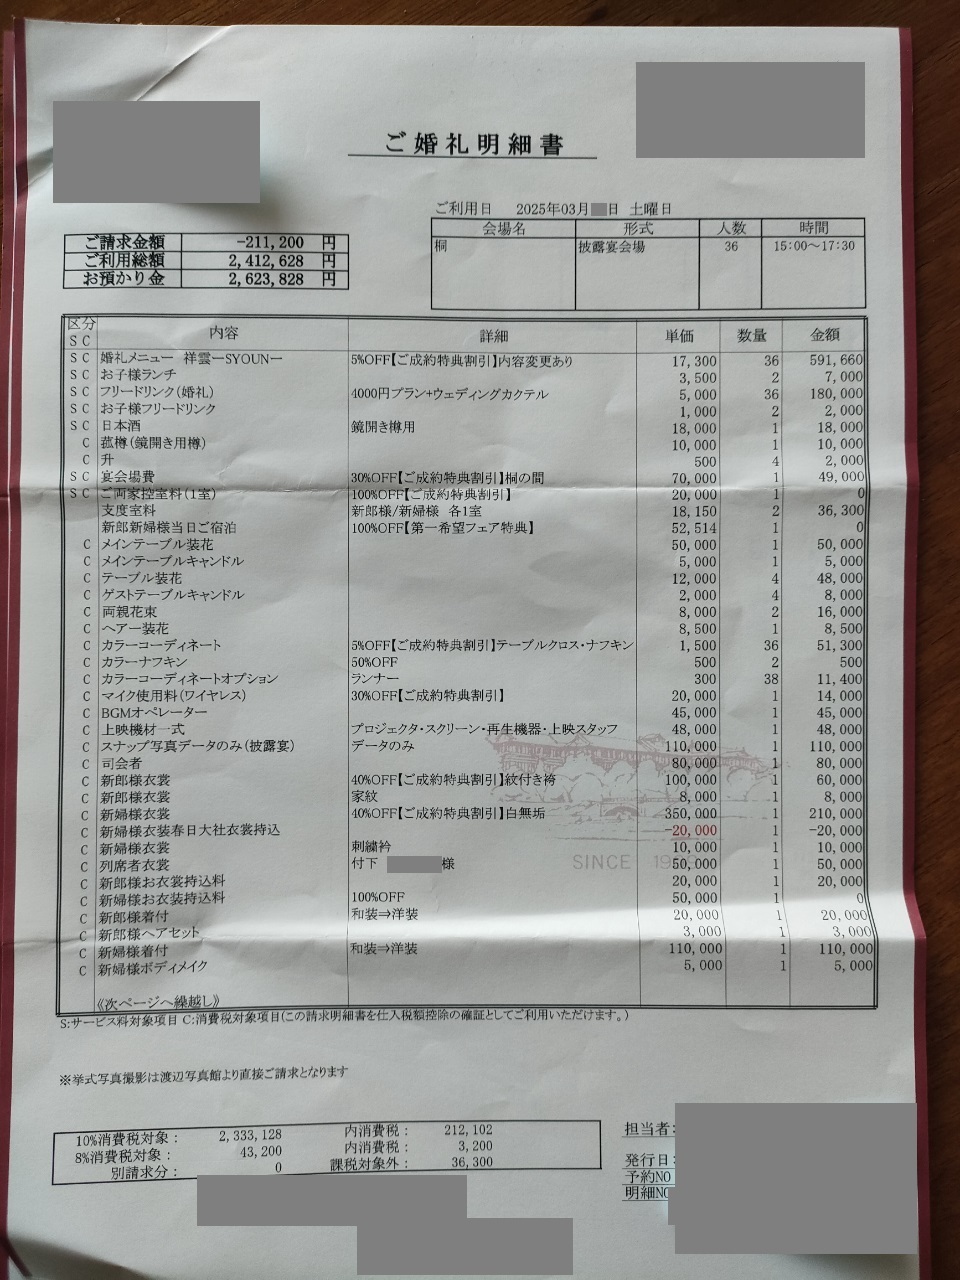 ご婚礼明細書
ご利用日 2025年03月 日 土曜日
ご請求金額 -211,200 円
ご利用総額 2,412,628 円
お預かり金 2,623,828 円
会場名 形式 人数 時間
桐 披露宴会場 36 15:00～17:30
区分 内容 詳細 単価 数量 金額
S C
S C 婚礼メニュー 祥雲ーSYOUNー 5%OFF【ご成約特典割引】内容変更あり 17,300 36 591,660
S C お子様ランチ 3,500 2 7,000
S C フリードリンク(婚礼) 4000円プラン+ウェディングカクテル 5,000 36 180,000
S C お子様フリードリンク 1,000 2 2,000
S C 日本酒 鏡開き樽用 18,000 1 18,000
C 菰樽(鏡開き用樽) 10,000 1 10,000
C 升 500 4 2,000
S C 宴会場費 30%OFF【ご成約特典割引】桐の間 70,000 1 49,000
S C ご両家控室料(1室) 100%OFF【ご成約特典割引】 20,000 1 0
支度室料 新郎様/新婦様 各1室 18,150 2 36,300
新郎新婦様当日ご宿泊 100%OFF【第一希望フェア特典】 52,514 1 0
C メインテーブル装花 50,000 1 50,000
C メインテーブルキャンドル 5,000 1 5,000
C テーブル装花 12,000 4 48,000
C ゲストテーブルキャンドル 2,000 4 8,000
C 両親花束 8,000 2 16,000
C ヘアー装花 8,500 1 8,500
C カラーコーディネート 5%OFF【ご成約特典割引】テーブルクロス・ナフキン 1,500 36 51,300
C カラーナフキン 50%OFF 500 2 500
C カラーコーディネートオプション ランナー 300 38 11,400
C マイク使用料(ワイヤレス) 30%OFF【ご成約特典割引】 20,000 1 14,000
C BGMオペレーター 45,000 1 45,000
C 上映機材一式 プロジェクタ・スクリーン・再生機器・上映スタッフ 48,000 1 48,000
C スナップ写真データのみ(披露宴) データのみ 110,000 1 110,000
C 司会者 80,000 1 80,000
C 新郎様衣裳 40%OFF【ご成約特典割引】紋付き袴 100,000 1 60,000
C 新郎様衣裳 家紋 8,000 1 8,000
C 新婦様衣裳 40%OFF【ご成約特典割引】白無垢 350,000 1 210,000
C 新婦様衣装春日大社衣裳持込 -20,000 1 -20,000
C 新婦様衣裳 刺繍衿 10,000 1 10,000
C 列席者衣裳 付下 様 50,000 1 50,000
C 新郎様お衣裳持込料 20,000 1 20,000
C 新婦様お衣装持込料 100%OFF 50,000 1 0
C 新郎様着付 和装⇒洋装 20,000 1 20,000
C 新郎様ヘアセット 3,000 1 3,000
C 新婦様着付 和装⇒洋装 110,000 1 110,000
C 新婦様ボディメイク 5,000 1 5,000
《次ページへ繰越し》
SINCE
S:サービス料対象項目 C:消費税対象項目(この請求明細書を仕入税額控除の確証としてご利用いただけます。)
※挙式写真撮影は渡辺写真館より直接ご請求となります
10%消費税対象： 2,333,128 内消費税： 212,102
8%消費税対象： 43,200 内消費税： 3,200
別請求分： 0 課税対象外： 36,300
担当者:
発行日:
予約NO
明細NO